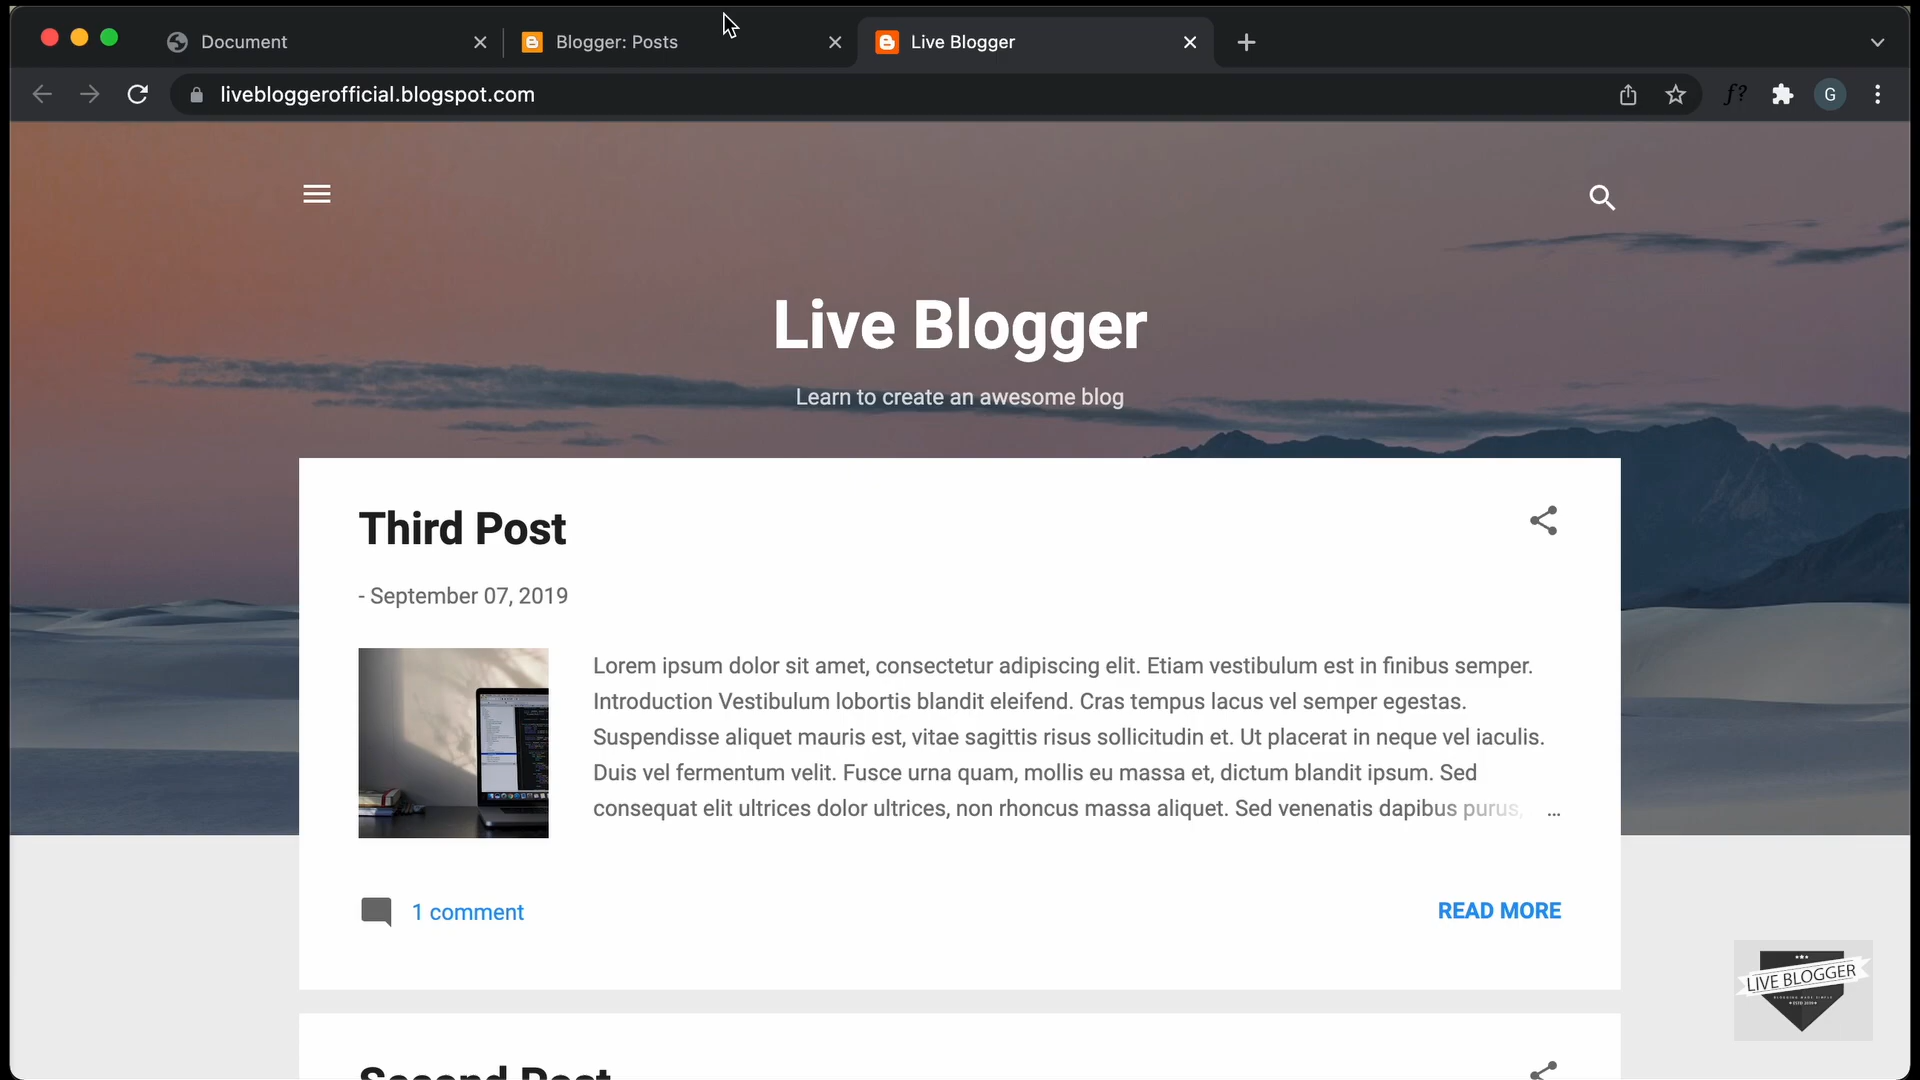 Document
Blogger: Posts
Live Blogger
livebloggerofficial.blogspot.com
f?
G
Live Blogger
Learn to create an awesome blog
Third Post
- September 07, 2019
Lorem ipsum dolor sit amet, consectetur adipiscing elit. Etiam vestibulum est in finibus semper.
Introduction Vestibulum lobortis blandit eleifend. Cras tempus lacus vel semper egestas.
Suspendisse aliquet mauris est, vitae sagittis risus sollicitudin et. Ut placerat in neque vel iaculis.
Duis vel fermentum velit. Fusce urna quam, mollis eu massa et, dictum blandit ipsum. Sed
consequat elit ultrices dolor ultrices, non rhoncus massa aliquet. Sed venenatis dapibus purus, ...
1 comment
READ MORE
LIVE BLOGGER
Second Post